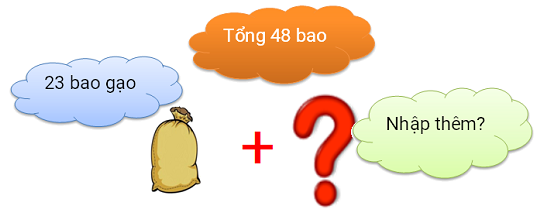 Tổng 48 bao
23 bao gạo
Nhập thêm?
+ ?